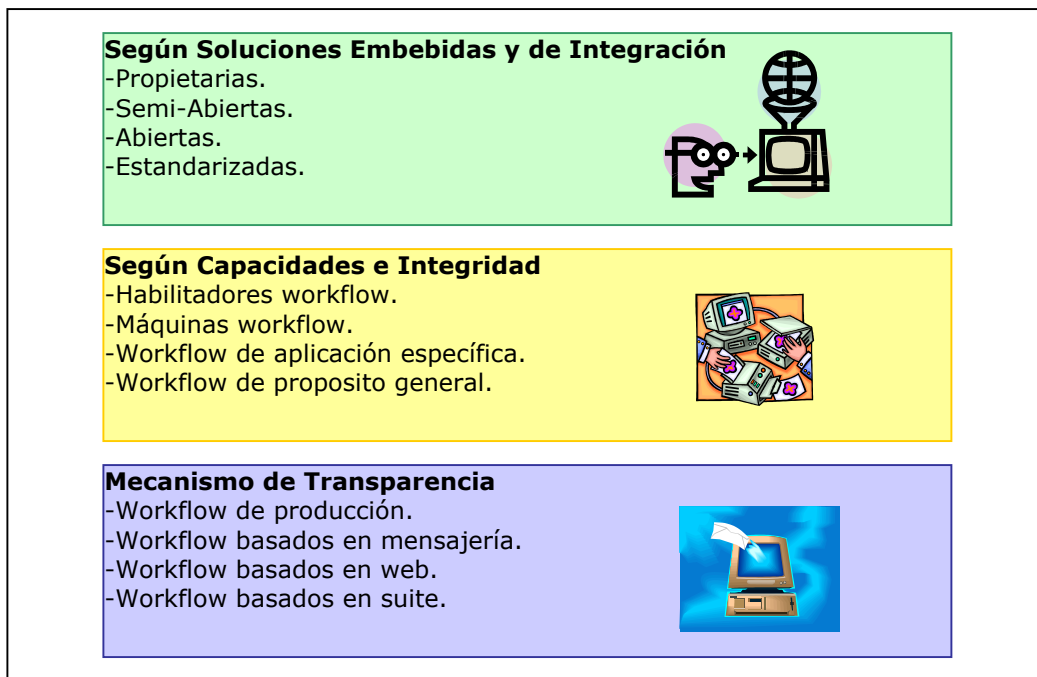 Según Soluciones Embebidas y de Integración
-Propietarias.
-Semi-Abiertas.
-Abiertas.
-Estandarizadas.
Según Capacidades e Integridad
-Habilitadores workflow.
-Máquinas workflow.
-Workflow de aplicación específica.
-Workflow de proposito general.
Mecanismo de Transparencia
-Workflow de producción.
-Workflow basados en mensajería.
-Workflow basados en web.
-Workflow basados en suite.